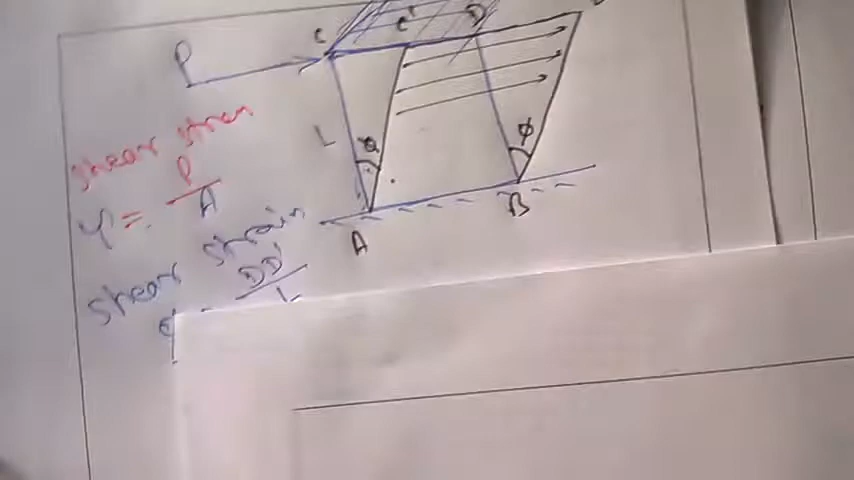 P
C C' D
shear stress
L
φ φ
φ = P/A
A B
shear strain
DD'/L